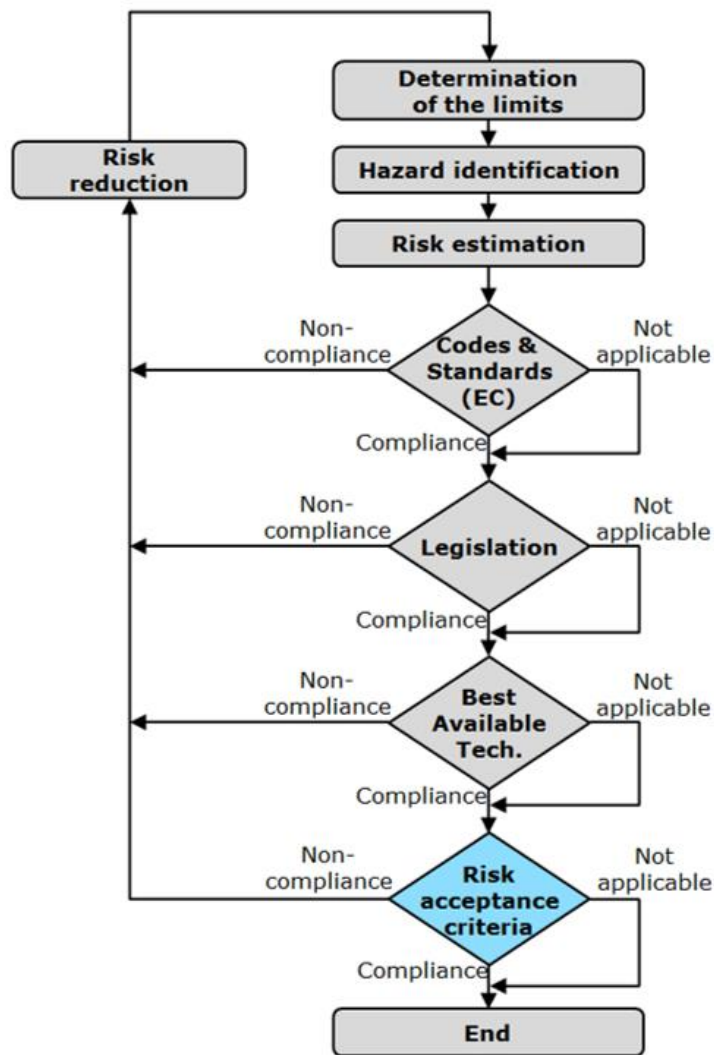 Determination
of the limits
Risk
reduction
Hazard identification
Risk estimation
Non-
compliance
Codes &
Standards
(EC)
Not
applicable
Compliance
Non-
compliance
Legislation
Not
applicable
Compliance
Non-
compliance
Best
Available
Tech.
Not
applicable
Compliance
Non-
compliance
Risk
acceptance
criteria
Not
applicable
Compliance
End